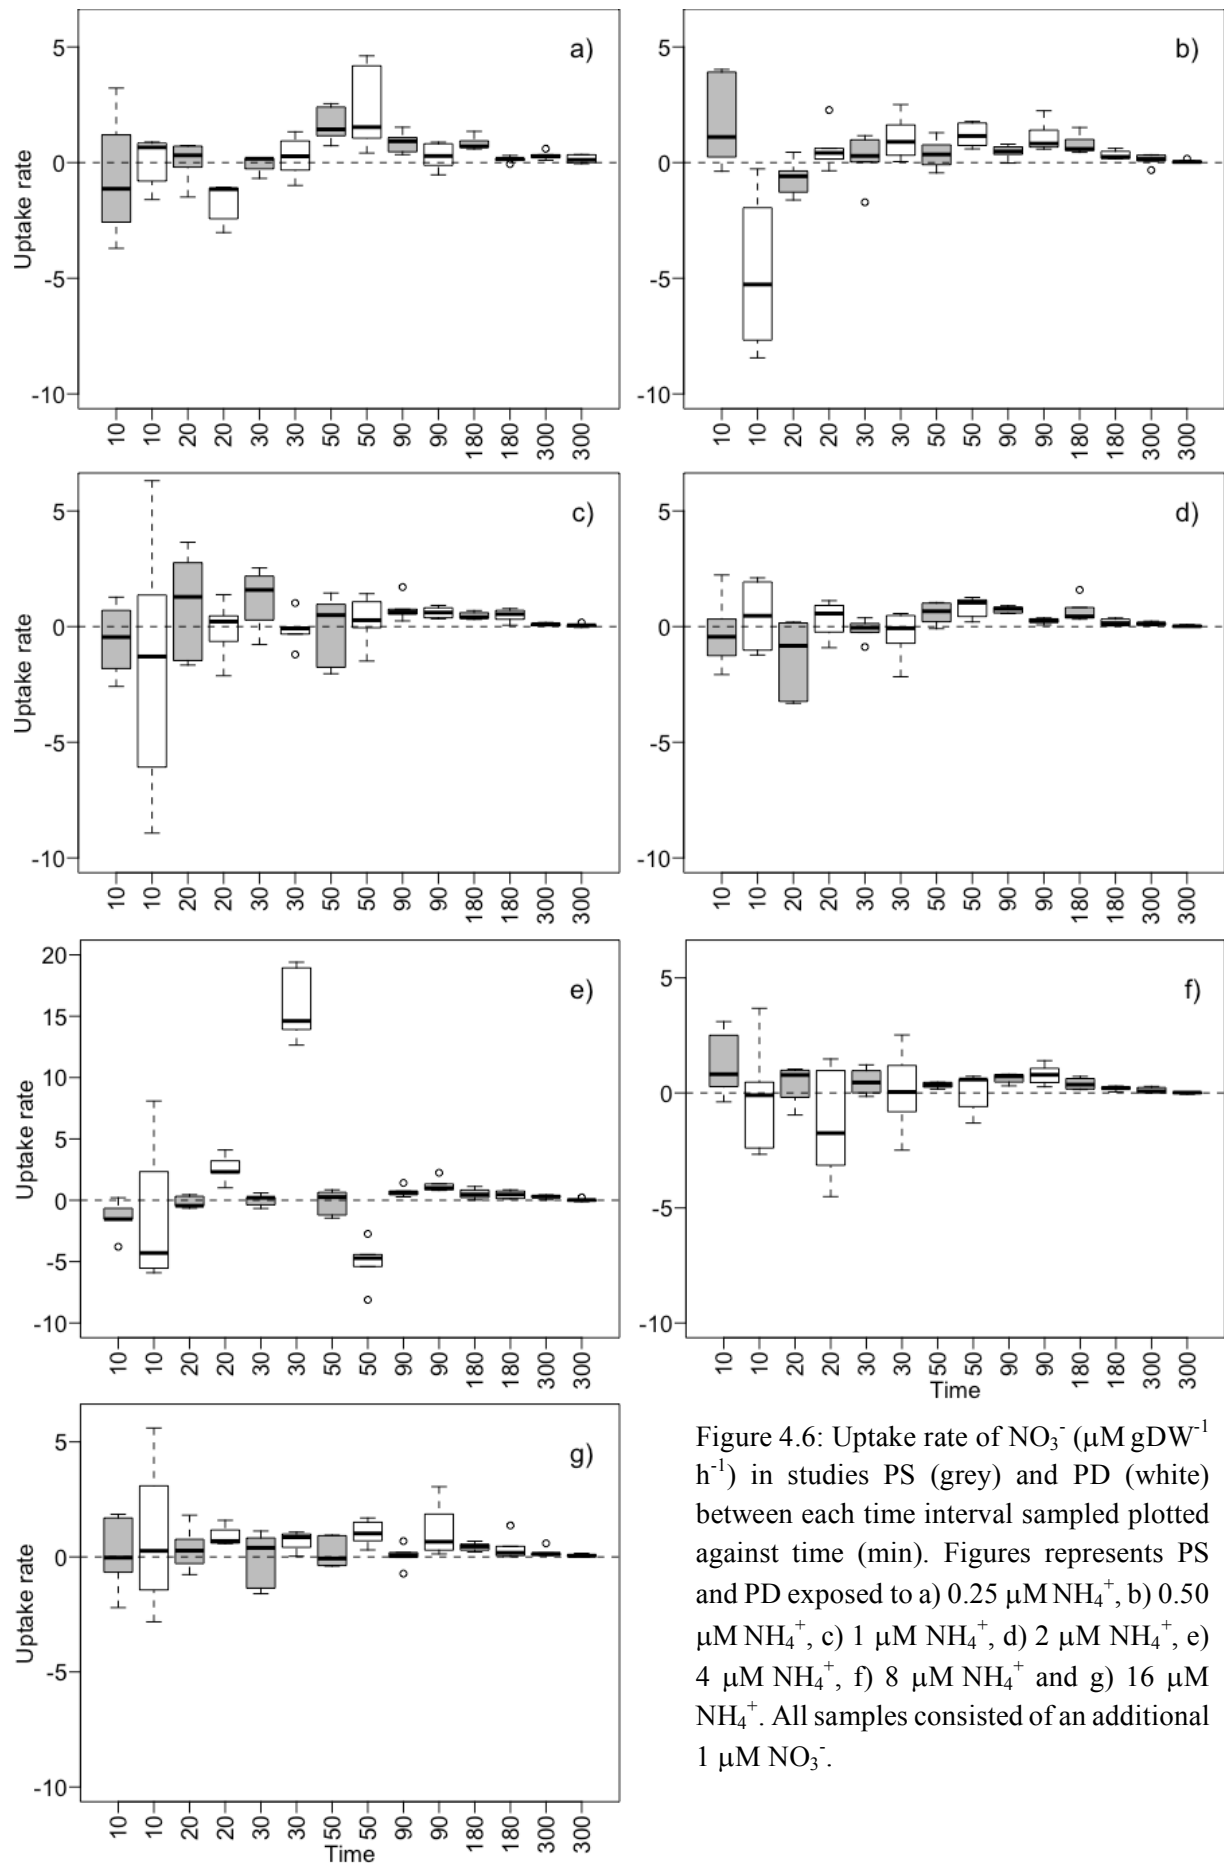 a)
5
0
-5
-10
Uptake rate
10 10 20 20 30 30 50 50 90 90 180 180 300 300
b)
5
0
-5
-10
10 10 20 20 30 30 50 50 90 90 180 180 300 300
c)
5
0
-5
-10
Uptake rate
10 10 20 20 30 30 50 50 90 90 180 180 300 300
d)
5
0
-5
-10
10 10 20 20 30 30 50 50 90 90 180 180 300 300
e)
20
15
10
5
0
-5
-10
Uptake rate
10 10 20 20 30 30 50 50 90 90 180 180 300 300
f)
5
0
-5
-10
10 10 20 20 30 30 50 50 90 90 180 180 300 300
Time
g)
5
0
-5
-10
Uptake rate
10 10 20 20 30 30 50 50 90 90 180 180 300 300
Time
Figure 4.6: Uptake rate of NO₃⁻ (μM gDW⁻¹
h⁻¹) in studies PS (grey) and PD (white)
between each time interval sampled plotted
against time (min). Figures represents PS
and PD exposed to a) 0.25 μM NH₄⁺, b) 0.50
μM NH₄⁺, c) 1 μM NH₄⁺, d) 2 μM NH₄⁺, e)
4 μM NH₄⁺, f) 8 μM NH₄⁺ and g) 16 μM
NH₄⁺. All samples consisted of an additional
1 μM NO₃⁻.